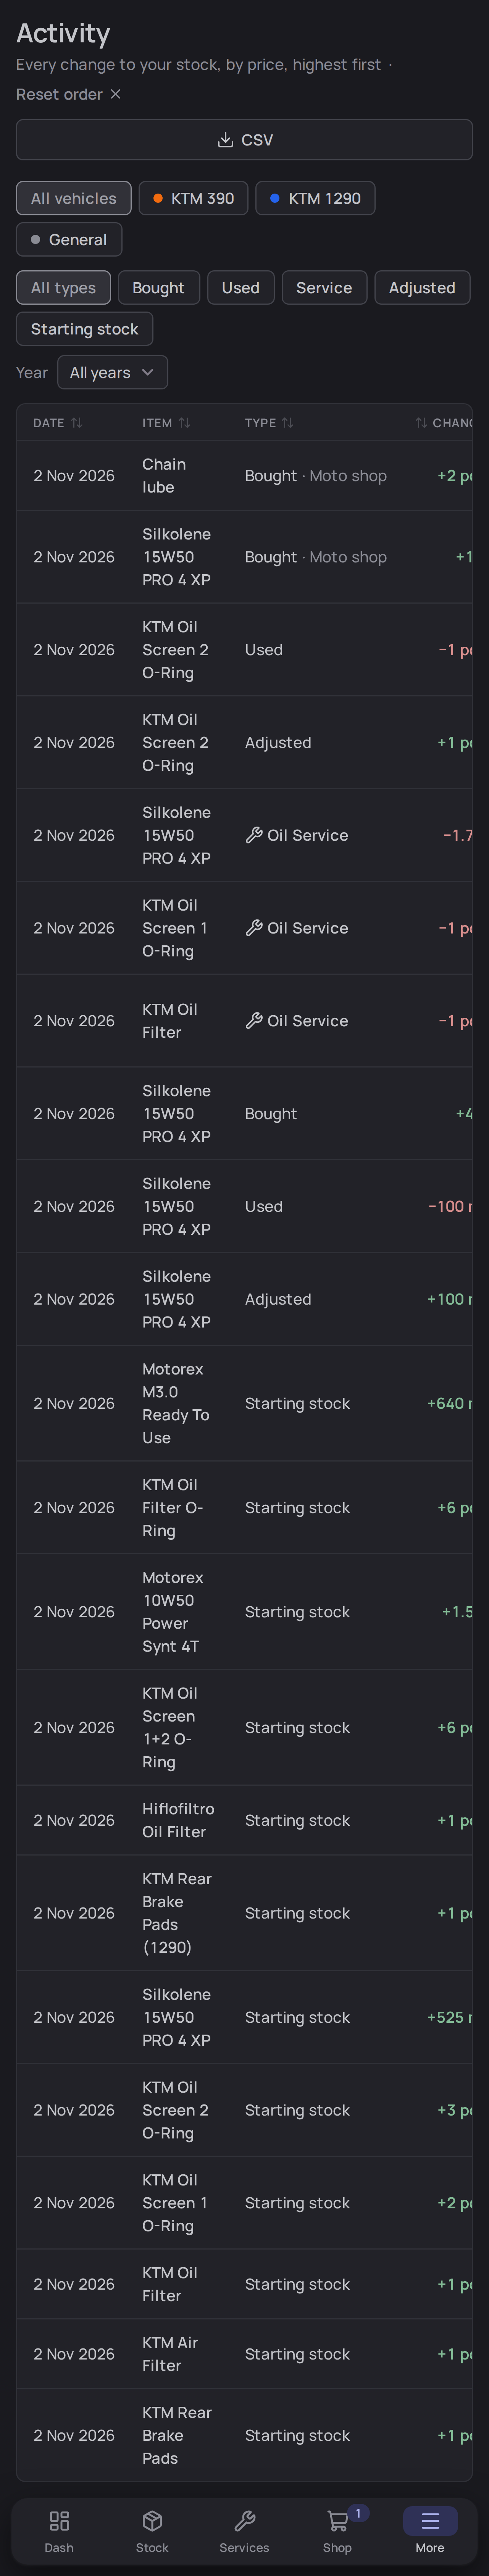 Activity
Every change to your stock, by price, highest first ·
Reset order ×
CSV
All vehicles KTM 390 KTM 1290
General
All types Bought Used Service Adjusted
Starting stock
Year All years
DATE ITEM TYPE
2 Nov 2026 Chain lube Bought · Moto shop +2
2 Nov 2026 Silkolene 15W50 PRO 4 XP Bought · Moto shop +1
2 Nov 2026 KTM Oil Screen 2 O-Ring Used −1
2 Nov 2026 KTM Oil Screen 2 O-Ring Adjusted +1
2 Nov 2026 Silkolene 15W50 PRO 4 XP Oil Service −1.7
2 Nov 2026 KTM Oil Screen 1 O-Ring Oil Service −1
2 Nov 2026 KTM Oil Filter Oil Service −1
2 Nov 2026 Silkolene 15W50 PRO 4 XP Bought +4
2 Nov 2026 Silkolene 15W50 PRO 4 XP Used −100
2 Nov 2026 Silkolene 15W50 PRO 4 XP Adjusted +100
2 Nov 2026 Motorex M3.0 Ready To Use Starting stock +640
2 Nov 2026 KTM Oil Filter O-Ring Starting stock +6
2 Nov 2026 Motorex 10W50 Power Synt 4T Starting stock +1.5
2 Nov 2026 KTM Oil Screen 1+2 O-Ring Starting stock +6
2 Nov 2026 Hiflofiltro Oil Filter Starting stock +1
2 Nov 2026 KTM Rear Brake Pads (1290) Starting stock +1
2 Nov 2026 Silkolene 15W50 PRO 4 XP Starting stock +525
2 Nov 2026 KTM Oil Screen 2 O-Ring Starting stock +3
2 Nov 2026 KTM Oil Screen 1 O-Ring Starting stock +2
2 Nov 2026 KTM Oil Filter Starting stock +1
2 Nov 2026 KTM Air Filter Starting stock +1
2 Nov 2026 KTM Rear Brake Pads Starting stock +1
1
Dash Stock Services Shop More